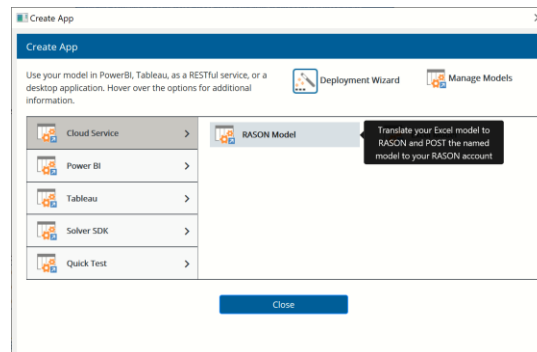 Create App
Create App
Use your model in PowerBI, Tableau, as a RESTful service, or a
desktop application. Hover over the options for additional
information.
Deployment Wizard
Manage Models
Cloud Service
Power BI
Tableau
Solver SDK
Quick Test
RASON Model
Translate your Excel model to
RASON and POST the named
model to your RASON account
Close